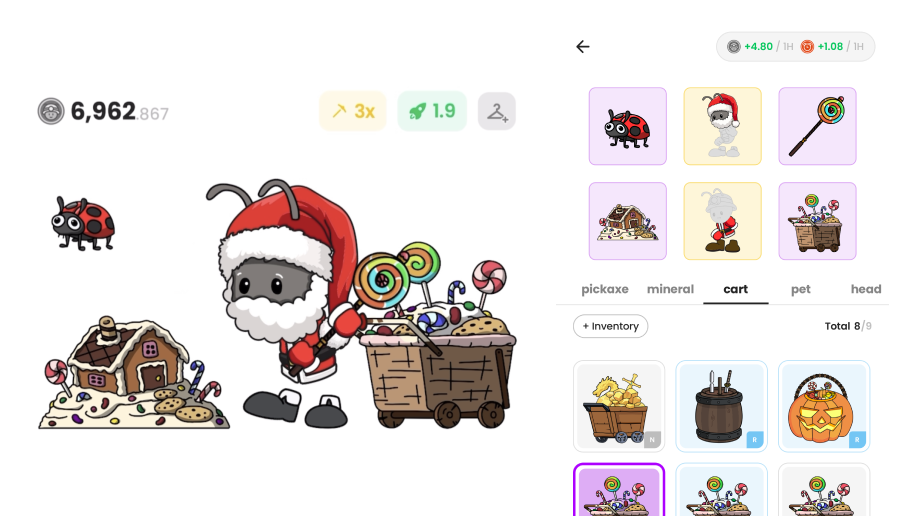 6,962.867
3x
1.9
+4.80 / 1H +1.08 / 1H
pickaxe mineral cart pet head
+ Inventory
Total 8/9
N
R
R